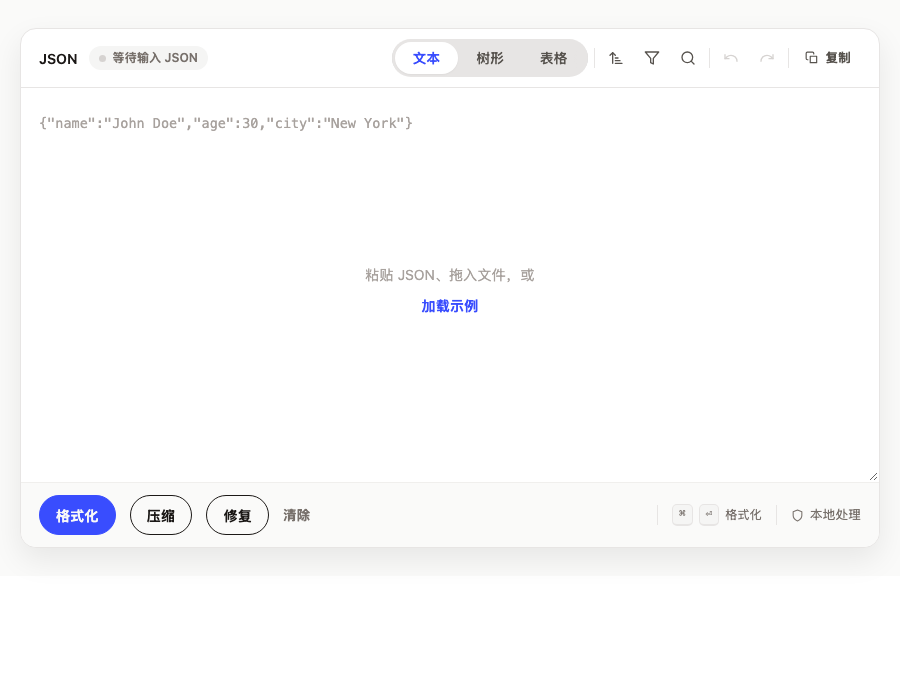 JSON 等待输入 JSON 文本 树形 表格 复制
{"name":"John Doe","age":30,"city":"New York"}
粘贴 JSON、拖入文件，或
加载示例
格式化 压缩 修复 清除 ⌘ ⏎ 格式化 本地处理